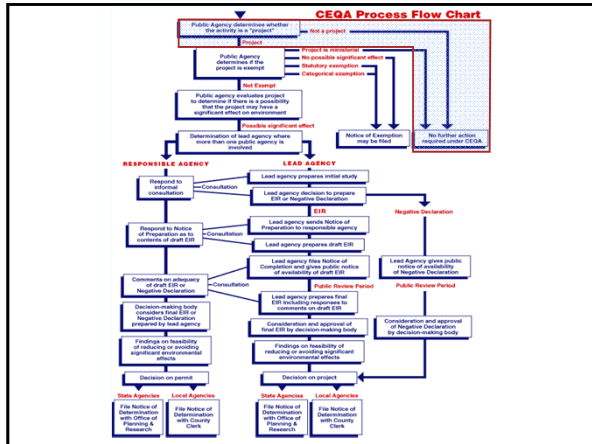 CEQA Process Flow Chart
Public Agency determines whether
the activity is a "project"
Not a project
Project
Public Agency
determines if the
project is exempt
Project is ministerial
No possible significant effect
Statutory exemption
Categorical exemption
Not Exempt
Public agency evaluates project
to determine if there is a possibility
that the project may have a
significant effect on environment
Notice of Exemption
may be filed
No further action
required under CEQA
Possible significant effect
Determination of lead agency where
more than one public agency is
involved
RESPONSIBLE AGENCY
LEAD AGENCY
Respond to
informal
consultation
Consultation
Lead agency prepares initial study
Lead agency decision to prepare
EIR or Negative Declaration
EIR
Negative Declaration
Respond to Notice
of Preparation as to
contents of draft EIR
Consultation
Lead agency sends Notice of
Preparation to responsible agency
Lead agency prepares draft EIR
Lead agency files Notice of
Completion and gives public notice
of availability of draft EIR
Lead Agency gives public
notice of availability
of Negative Declaration
Public Review Period
Public Review Period
Comments on adequacy
of draft EIR or
Negative Declaration
Consultation
Lead agency prepares final
EIR including responses to
comments on draft EIR
Decision-making body
considers final EIR or
Negative Declaration
prepared by lead agency
Consideration and approval of
final EIR by decision-making body
Consideration and approval
of Negative Declaration
by decision-making body
Findings on feasibility
of reducing or avoiding
significant environmental
effects
Findings on feasibility of
reducing or avoiding significant
environmental effects
Decision on permit
Decision on project
State Agencies
Local Agencies
State Agencies
Local Agencies
File Notice of
Determination
with Office of
Planning &
Research
File Notice of
Determination
with County
Clerk
File Notice of
Determination
with Office of
Planning &
Research
File Notice of
Determination
with County
Clerk